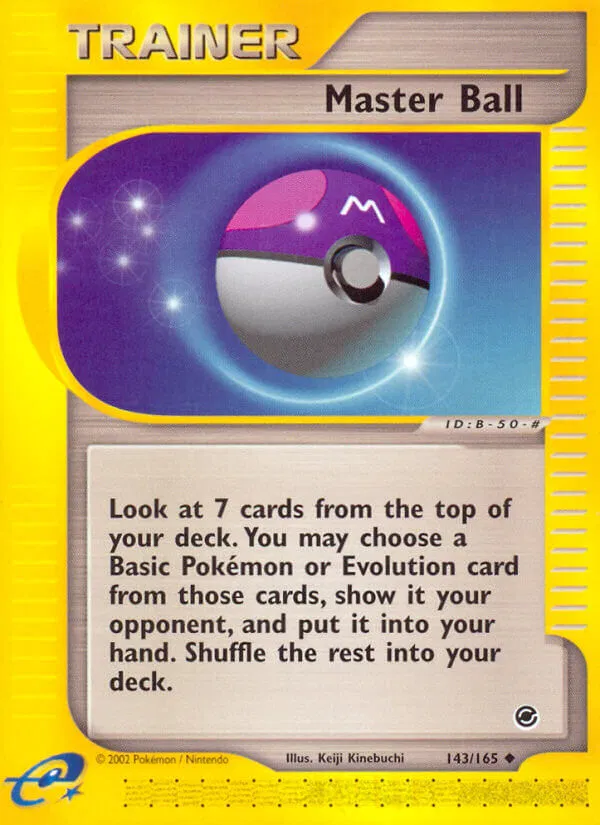 TRAINER
Master Ball
M
ID:B-50-#
Look at 7 cards from the top of
your deck. You may choose a
Basic Pokémon or Evolution card
from those cards, show it your
opponent, and put it into your
hand. Shuffle the rest into your
deck.
© 2002 Pokémon / Nintendo Illus. Keiji Kinebuchi 143/165 ◆
e